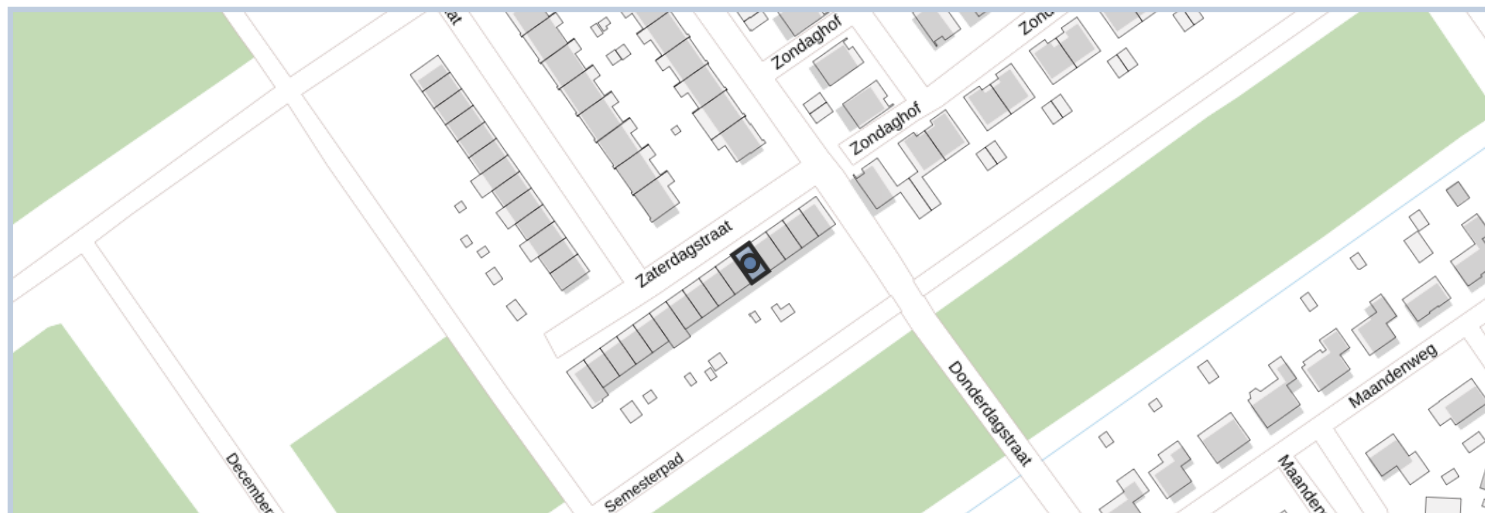 Zondaghof
Zondaghof
Zaterdagstraat
Donderdagstraat
Maandenweg
Semesterpad